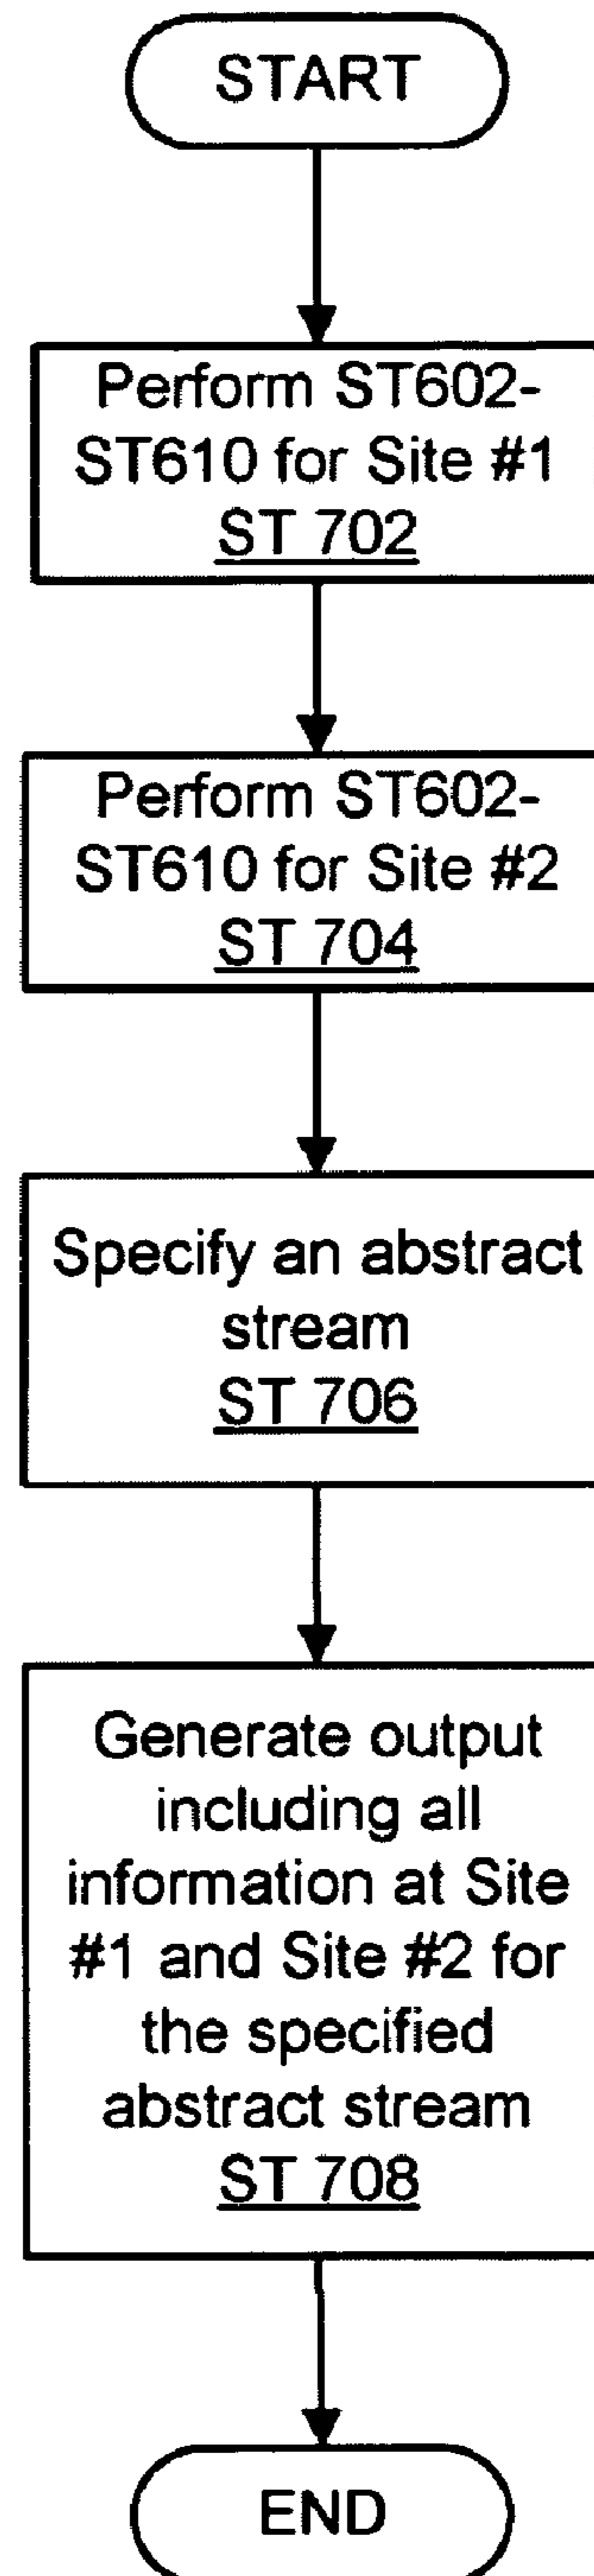 START
Perform ST602-
ST610 for Site #1
ST 702
Perform ST602-
ST610 for Site #2
ST 704
Specify an abstract
stream
ST 706
Generate output
including all
information at Site
#1 and Site #2 for
the specified
abstract stream
ST 708
END